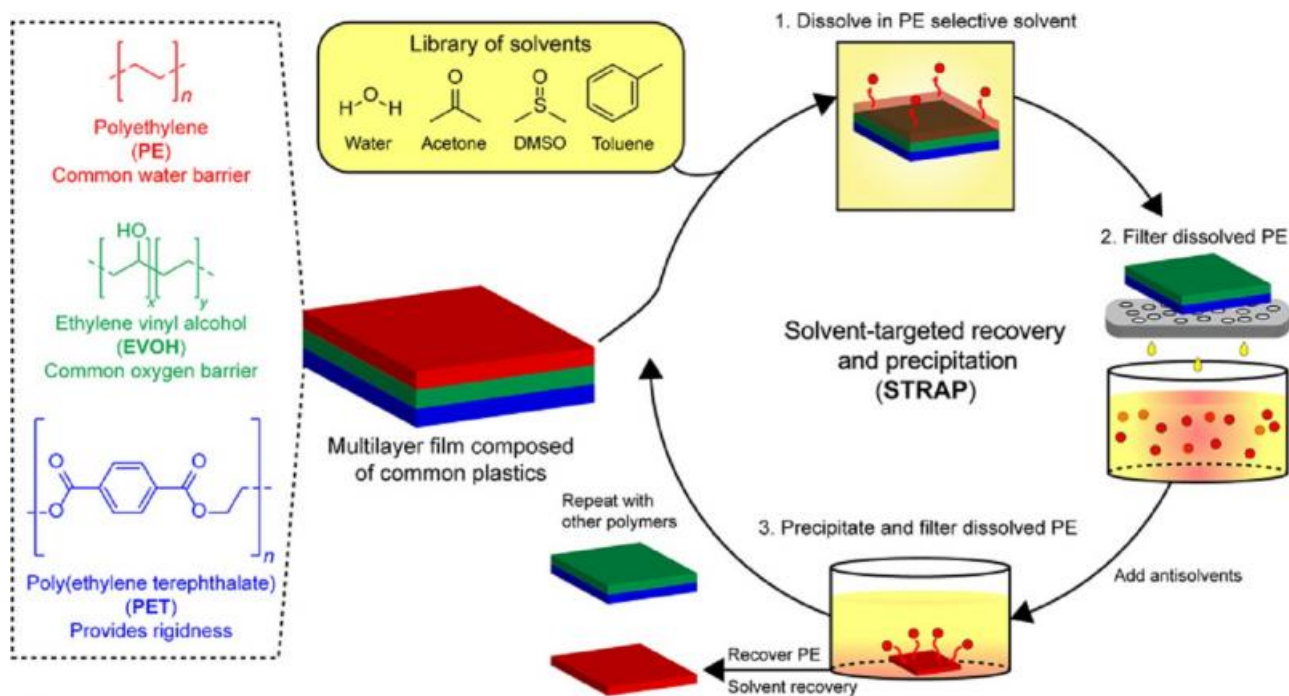 Polyethylene
(PE)
Common water barrier
n
HO
x
y
Ethylene vinyl alcohol
(EVOH)
Common oxygen barrier
O
O
O
O
n
Poly(ethylene terephthalate)
(PET)
Provides rigidness
Library of solvents
H O H
Water
O
Acetone
O
S
DMSO
Toluene
Multilayer film composed
of common plastics
1. Dissolve in PE selective solvent
2. Filter dissolved PE
Solvent-targeted recovery
and precipitation
(STRAP)
Add antisolvents
3. Precipitate and filter dissolved PE
Repeat with
other polymers
Recover PE
Solvent recovery